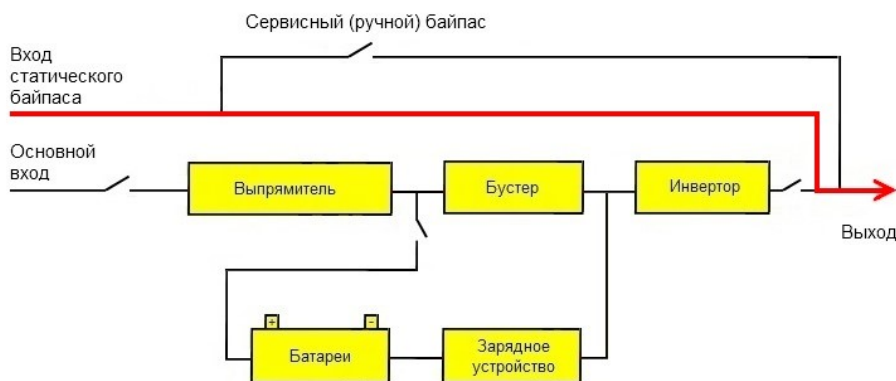 Сервисный (ручной) байпас
Вход
статического
байпаса
Основной
вход
Выпрямитель
Бустер
Инвертор
Выход
+
-
Батареи
Зарядное
устройство